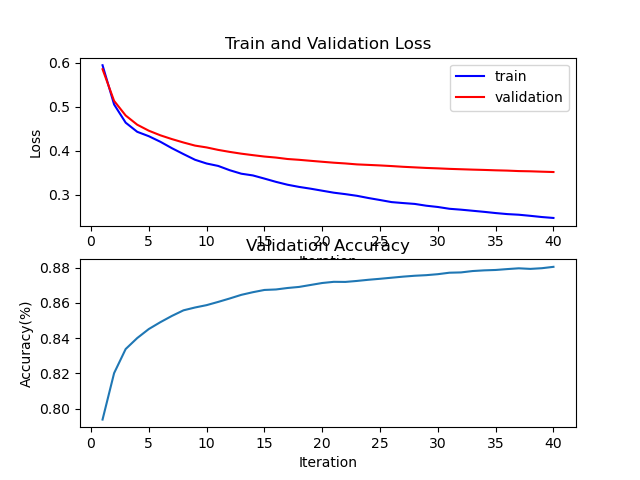 Train and Validation Loss
Loss
0.6
0.5
0.4
0.3
train
validation
0 5 10 15 20 25 30 35 40
Iteration
Validation Accuracy
Accuracy(%)
0.88
0.86
0.84
0.82
0.80
0 5 10 15 20 25 30 35 40
Iteration